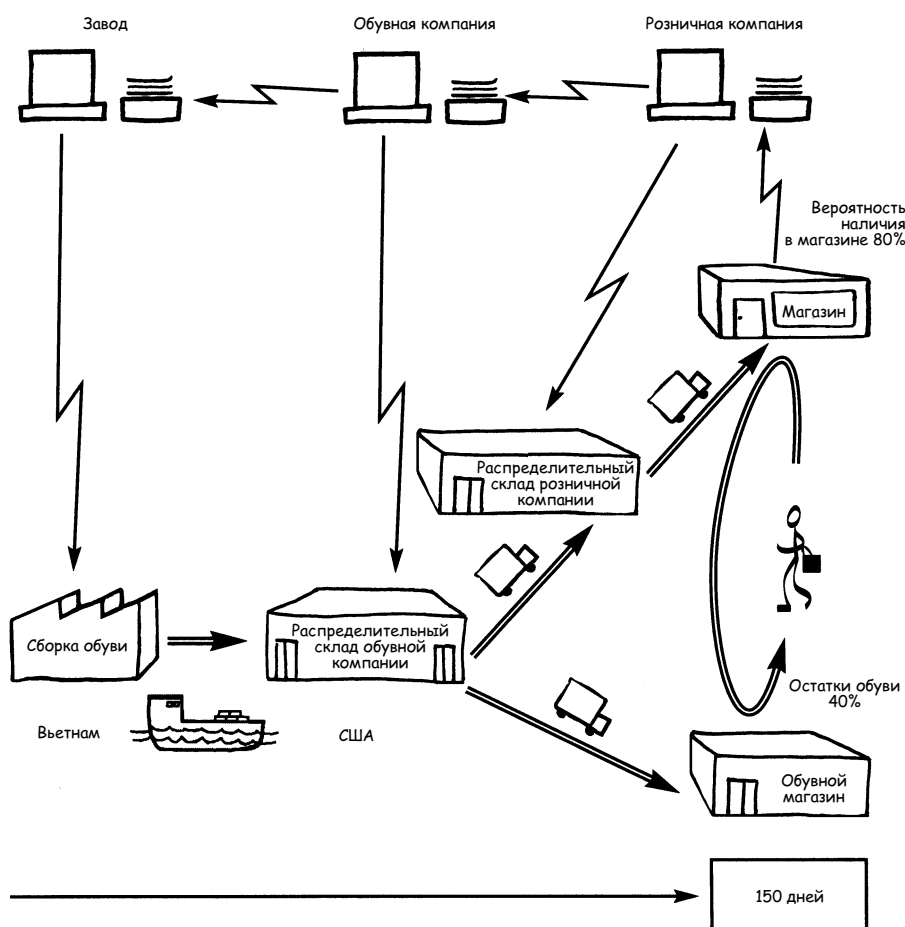 Завод
Обувная компания
Розничная компания
Вероятность
наличия
в магазине 80%
Магазин
Распределительный
склад розничной
компании
Сборка обуви
Распределительный
склад обувной
компании
Остатки обуви
40%
Вьетнам
США
Обувной
магазин
150 дней